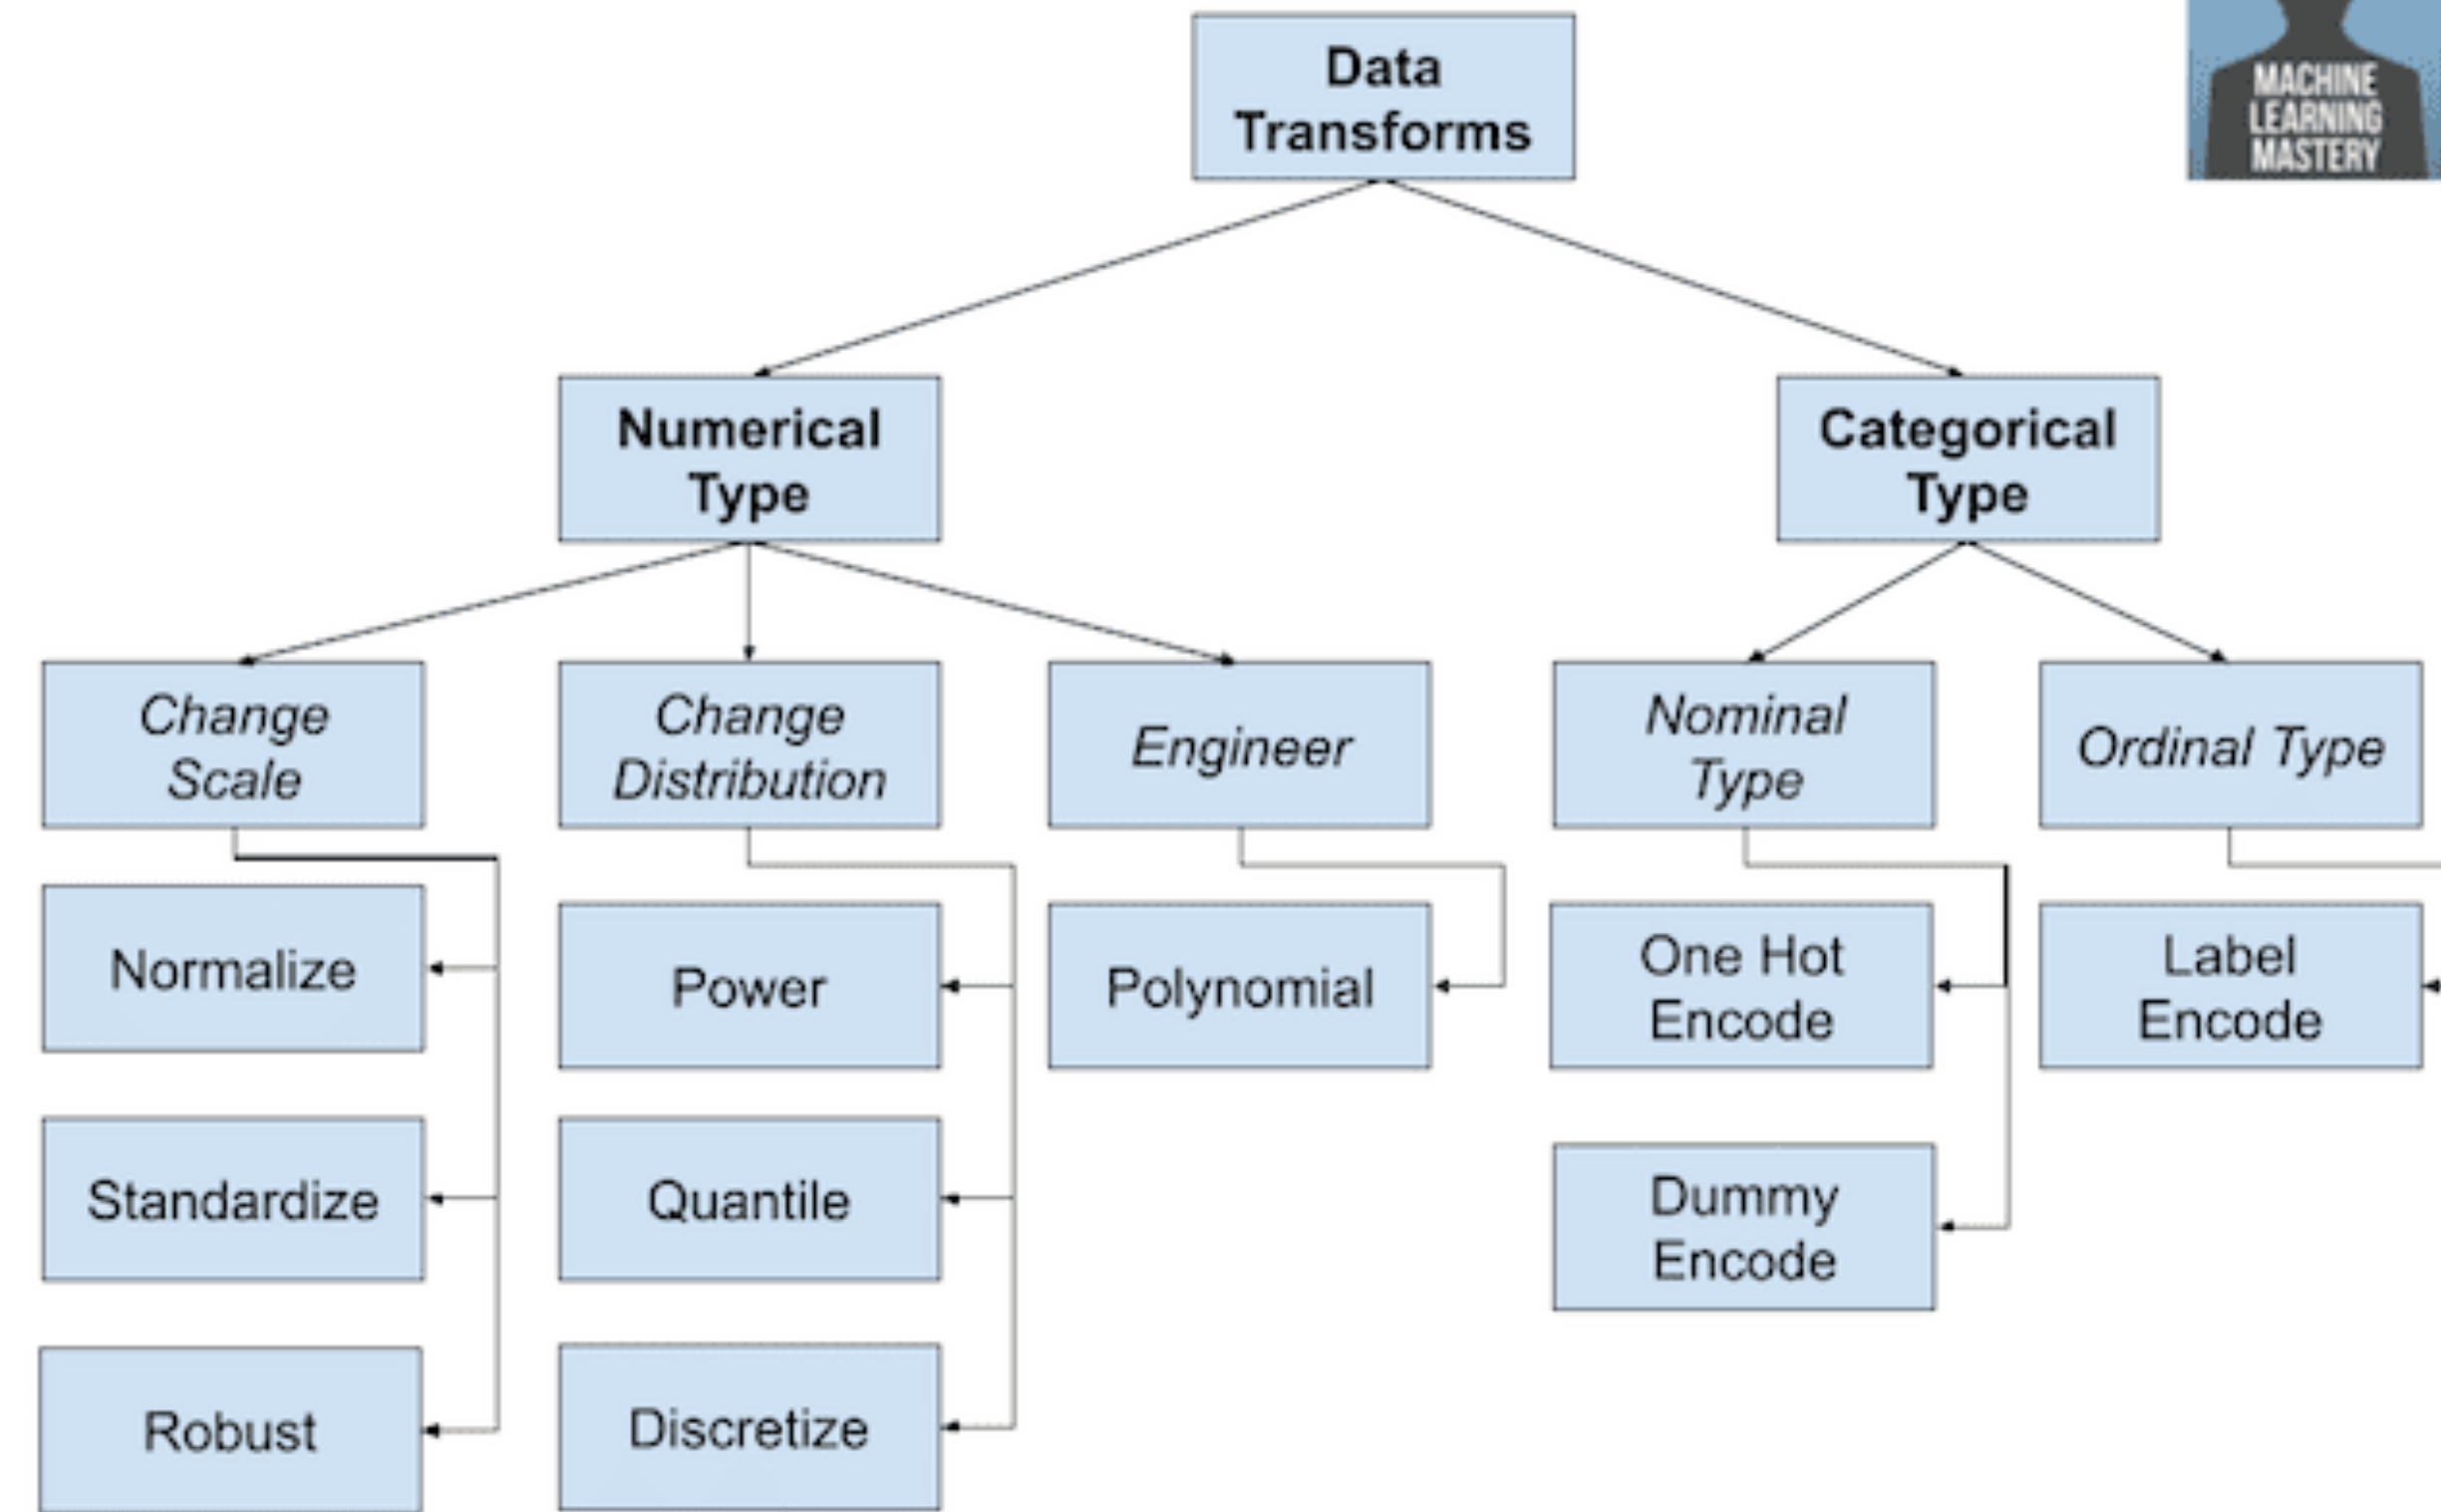 Data
Transforms
MACHINE
LEARNING
MASTERY
Numerical
Type
Categorical
Type
Change
Scale
Change
Distribution
Engineer
Nominal
Type
Ordinal Type
Normalize
Power
Polynomial
One Hot
Encode
Label
Encode
Standardize
Quantile
Dummy
Encode
Robust
Discretize